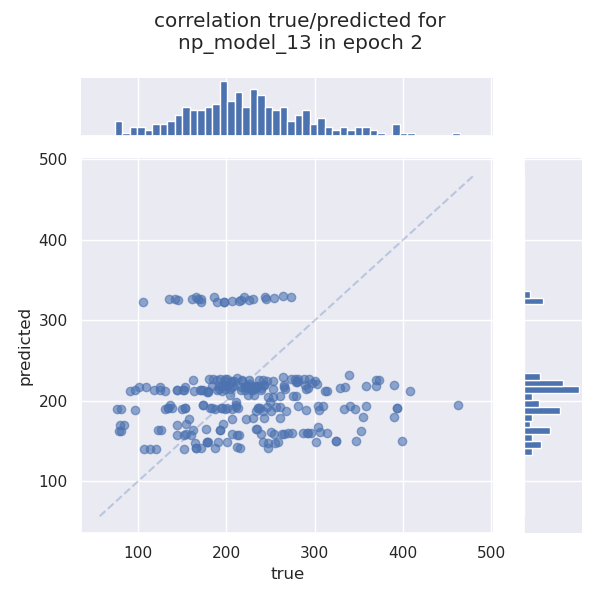 correlation true/predicted for
np_model_13 in epoch 2
500
400
300
200
100
predicted
100 200 300 400 500
true